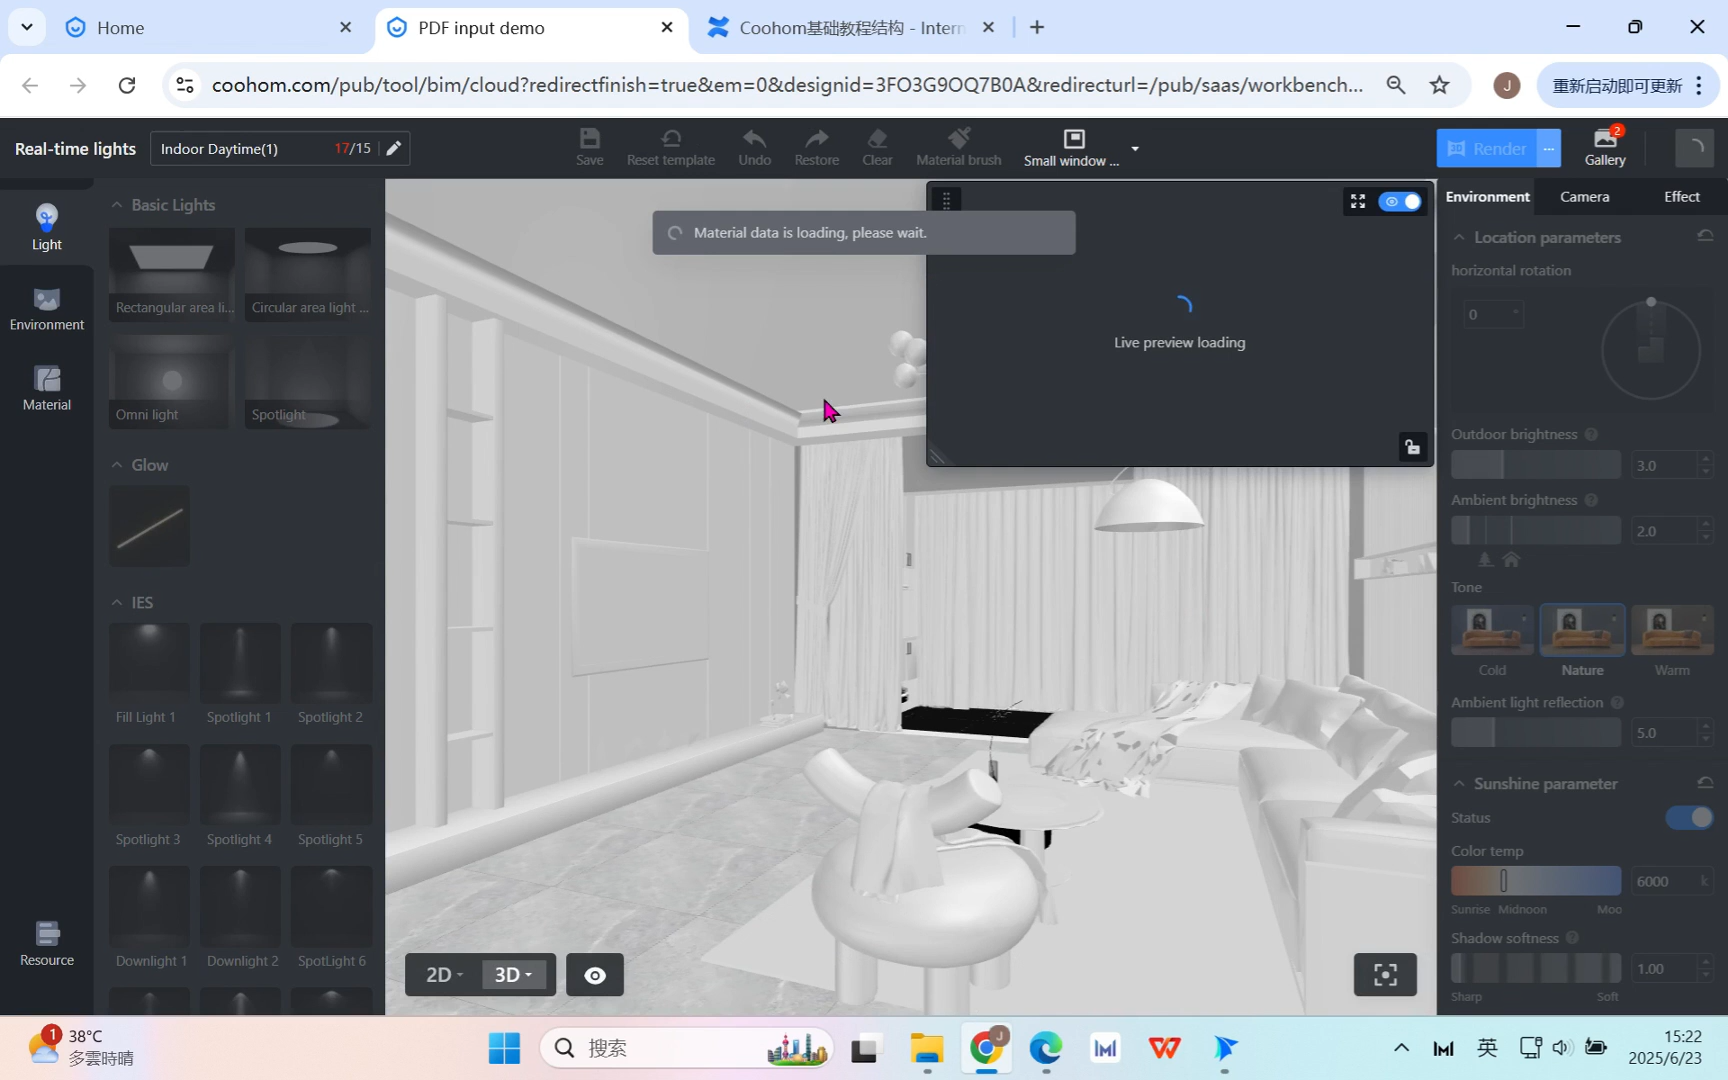 Home
PDF input demo
Coohom基础教程结构 - Intern
coohom.com/pub/tool/bim/cloud?redirectfinish=true&em=0&designid=3FO3G9OQ7B0A&redirecturl=/pub/saas/workbench...
J
重新启动即可更新
Real-time lights
Indoor Daytime(1)
17/15
Save
Reset template
Undo
Restore
Clear
Material brush
Small window ...
Render
...
2
Gallery
Light
Environment
Material
Resource
Basic Lights
Rectangular area li...
Circular area light ...
Omni light
Spotlight
Glow
IES
Fill Light 1
Spotlight 1
Spotlight 2
Spotlight 3
Spotlight 4
Spotlight 5
Downlight 1
Downlight 2
SpotLight 6
Material data is loading, please wait.
Live preview loading
2D
3D
Environment
Camera
Effect
Location parameters
horizontal rotation
0 °
Outdoor brightness
3.0
Ambient brightness
2.0
Tone
Cold
Nature
Warm
Ambient light reflection
5.0
Sunshine parameter
Status
Color temp
6000 k
Sunrise
Midnoon
Moo
Shadow softness
1.00
Sharp
Soft
1
38°C
多雲時晴
搜索
J
英
15:22
2025/6/23